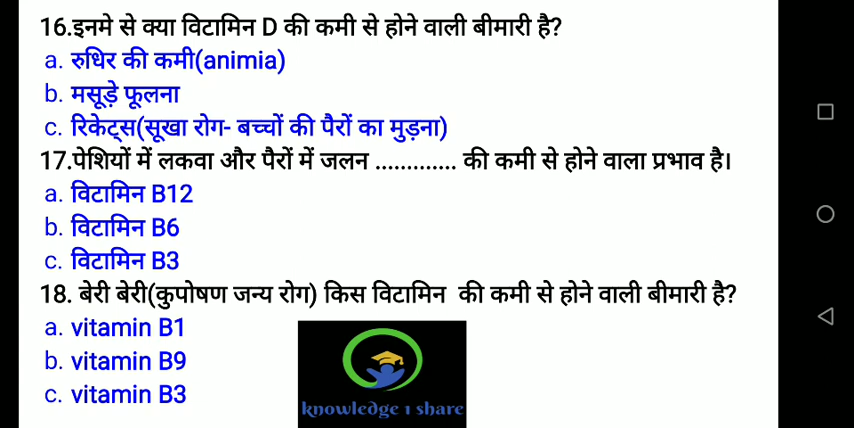 16.इनमे से क्या विटामिन D की कमी से होने वाली बीमारी है?
a. रुधिर की कमी(animia)
b. मसूड़े फूलना
c. रिकेट्स(सूखा रोग- बच्चों की पैरों का मुड़ना)
17.पेशियों में लकवा और पैरों में जलन ............. की कमी से होने वाला प्रभाव है।
a. विटामिन B12
b. विटामिन B6
c. विटामिन B3
18. बेरी बेरी(कुपोषण जन्य रोग) किस विटामिन की कमी से होने वाली बीमारी है?
a. vitamin B1
b. vitamin B9
c. vitamin B3
knowledge 1 share